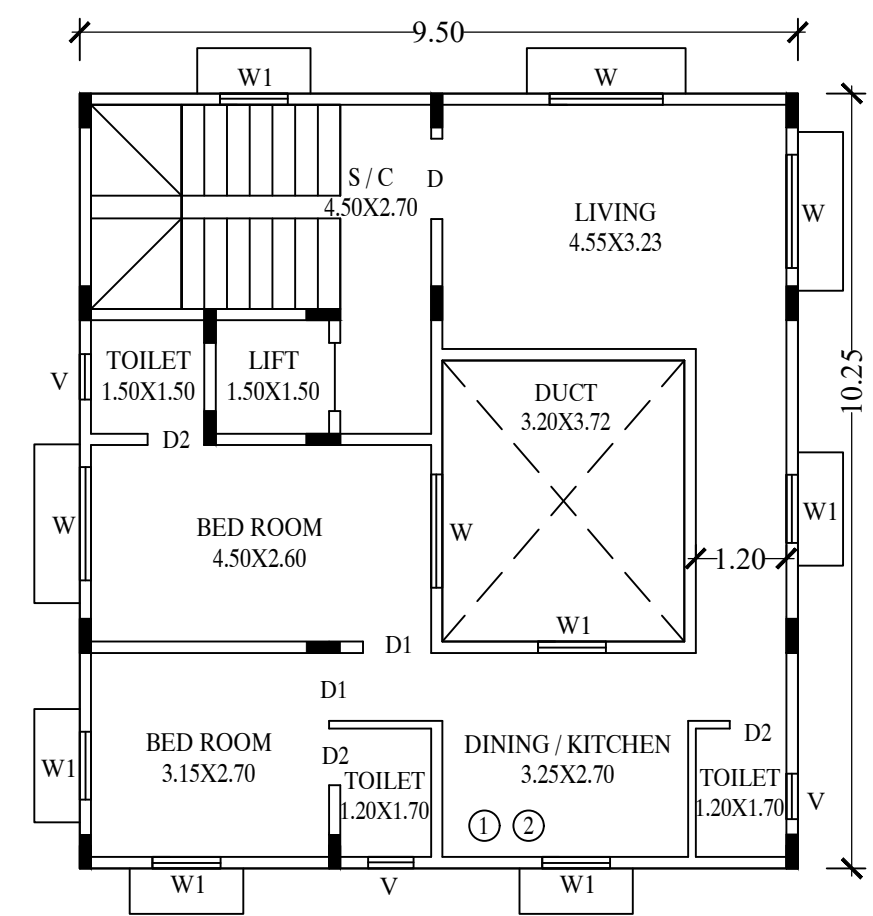 9.50
W1
W
S / C
D
4.50X2.70
LIVING
4.55X3.23
W
TOILET
1.50X1.50
LIFT
1.50X1.50
V
DUCT
3.20X3.72
10.25
D2
W
BED ROOM
4.50X2.60
W
W1
1.20
W1
D1
D1
BED ROOM
3.15X2.70
W1
D2
TOILET
1.20X1.70
DINING / KITCHEN
3.25X2.70
1
2
D2
TOILET
1.20X1.70
V
W1
V
W1